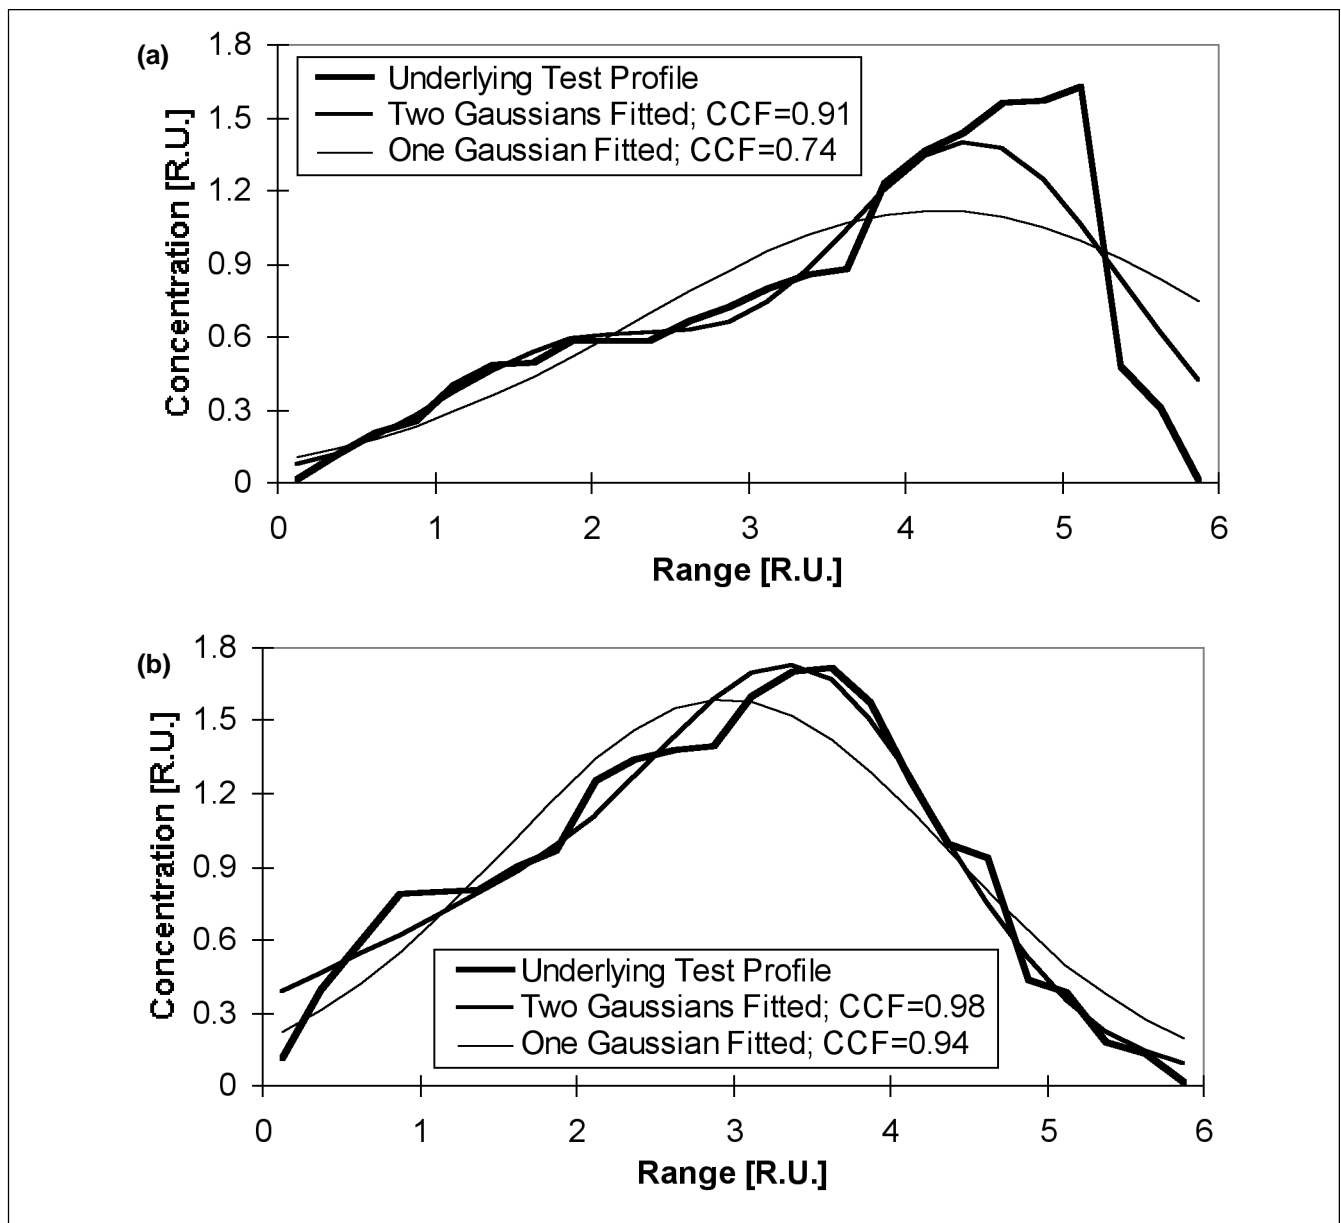 (a)
1.8
1.5
1.2
0.9
0.6
0.3
0
Concentration [R.U.]
Underlying Test Profile
Two Gaussians Fitted; CCF=0.91
One Gaussian Fitted; CCF=0.74
0 1 2 3 4 5 6
Range [R.U.]
(b)
1.8
1.5
1.2
0.9
0.6
0.3
0
Concentration [R.U.]
Underlying Test Profile
Two Gaussians Fitted; CCF=0.98
One Gaussian Fitted; CCF=0.94
0 1 2 3 4 5 6
Range [R.U.]